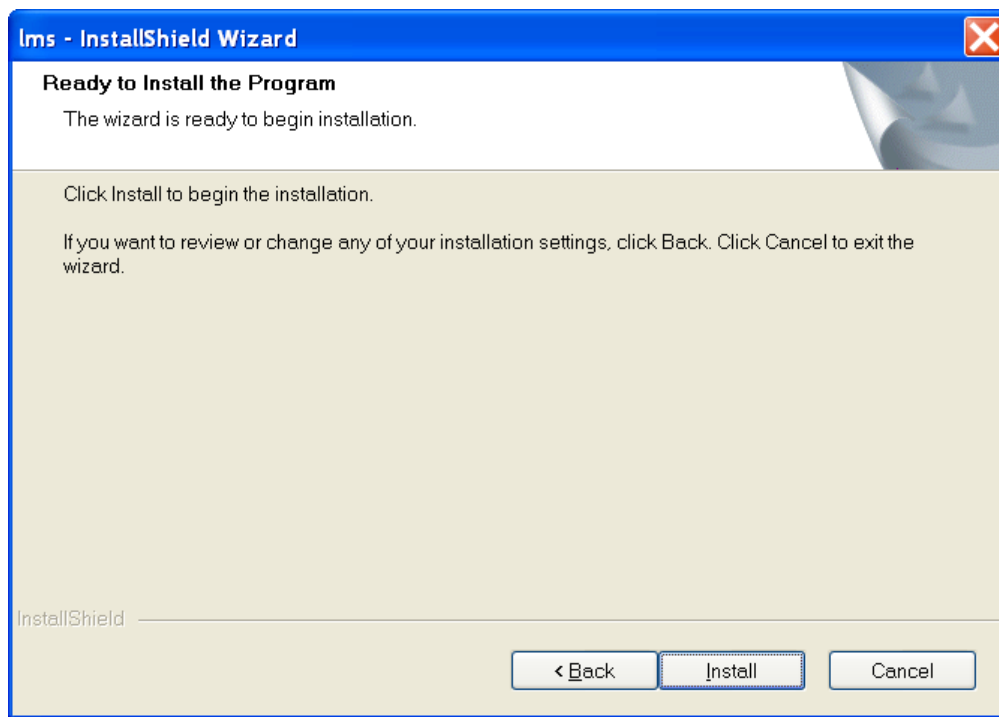 lms - InstallShield Wizard
Ready to Install the Program
The wizard is ready to begin installation.
Click Install to begin the installation.
If you want to review or change any of your installation settings, click Back. Click Cancel to exit the
wizard.
InstallShield
< Back Install Cancel